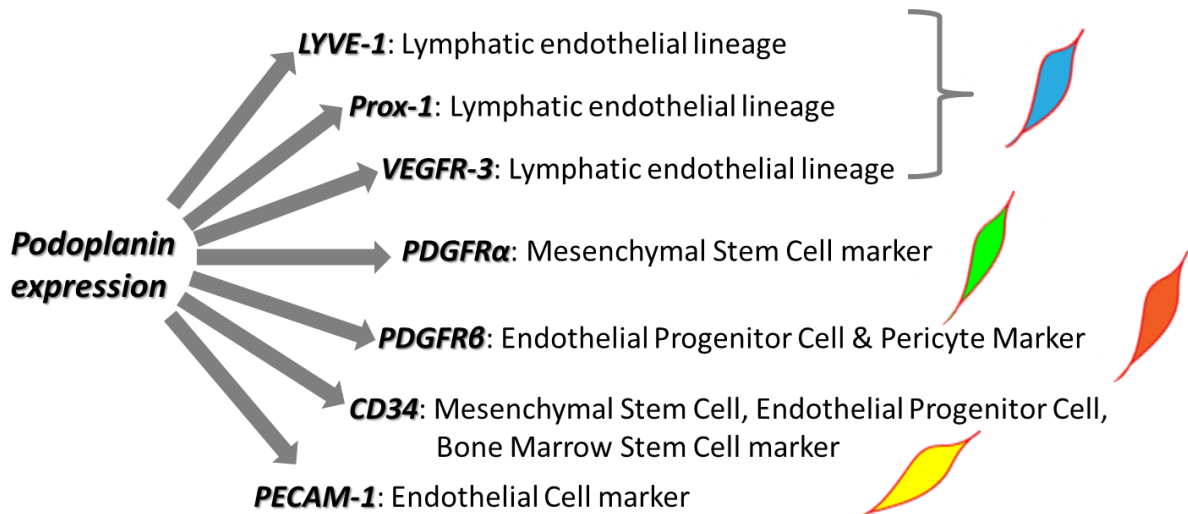 LYVE-1: Lymphatic endothelial lineage
Prox-1: Lymphatic endothelial lineage
VEGFR-3: Lymphatic endothelial lineage
Podoplanin
expression
PDGFRα: Mesenchymal Stem Cell marker
PDGFRβ: Endothelial Progenitor Cell & Pericyte Marker
CD34: Mesenchymal Stem Cell, Endothelial Progenitor Cell,
Bone Marrow Stem Cell marker
PECAM-1: Endothelial Cell marker